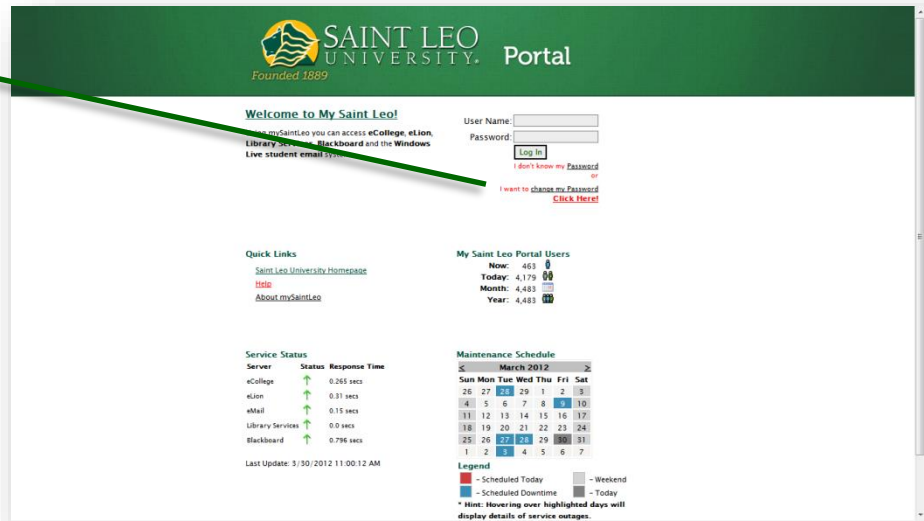 SAINT LEO
UNIVERSITY.
Portal
Founded 1889
Welcome to My Saint Leo!
mySaintLeo you can access eCollege, eLion,
Library Blackboard and the Windows
Live student email
User Name:
Password:
Log In
I don't know my Password
or
I want to change my Password
Click Here!
Quick Links
Saint Leo University Homepage
Help
About mySaintLeo
My Saint Leo Portal Users
Now: 463
Today: 4,179
Month: 4,483
Year: 4,483
Service Status
Server Status Response Time
eCollege 0.265 secs
eLion 0.31 secs
eMail 0.15 secs
Library Services 0.0 secs
Blackboard 0.796 secs
Last Update: 3/30/2012 11:00:12 AM
Maintenance Schedule
< March 2012 >
Sun Mon Tue Wed Thu Fri Sat
26 27 28 29 1 2 3
4 5 6 7 8 9 10
11 12 13 14 15 16 17
18 19 20 21 22 23 24
25 26 27 28 29 30 31
1 2 3 4 5 6 7
Legend
- Scheduled Today - Weekend
- Scheduled Downtime - Today
* Hint: Hovering over highlighted days will
display details of service outages.